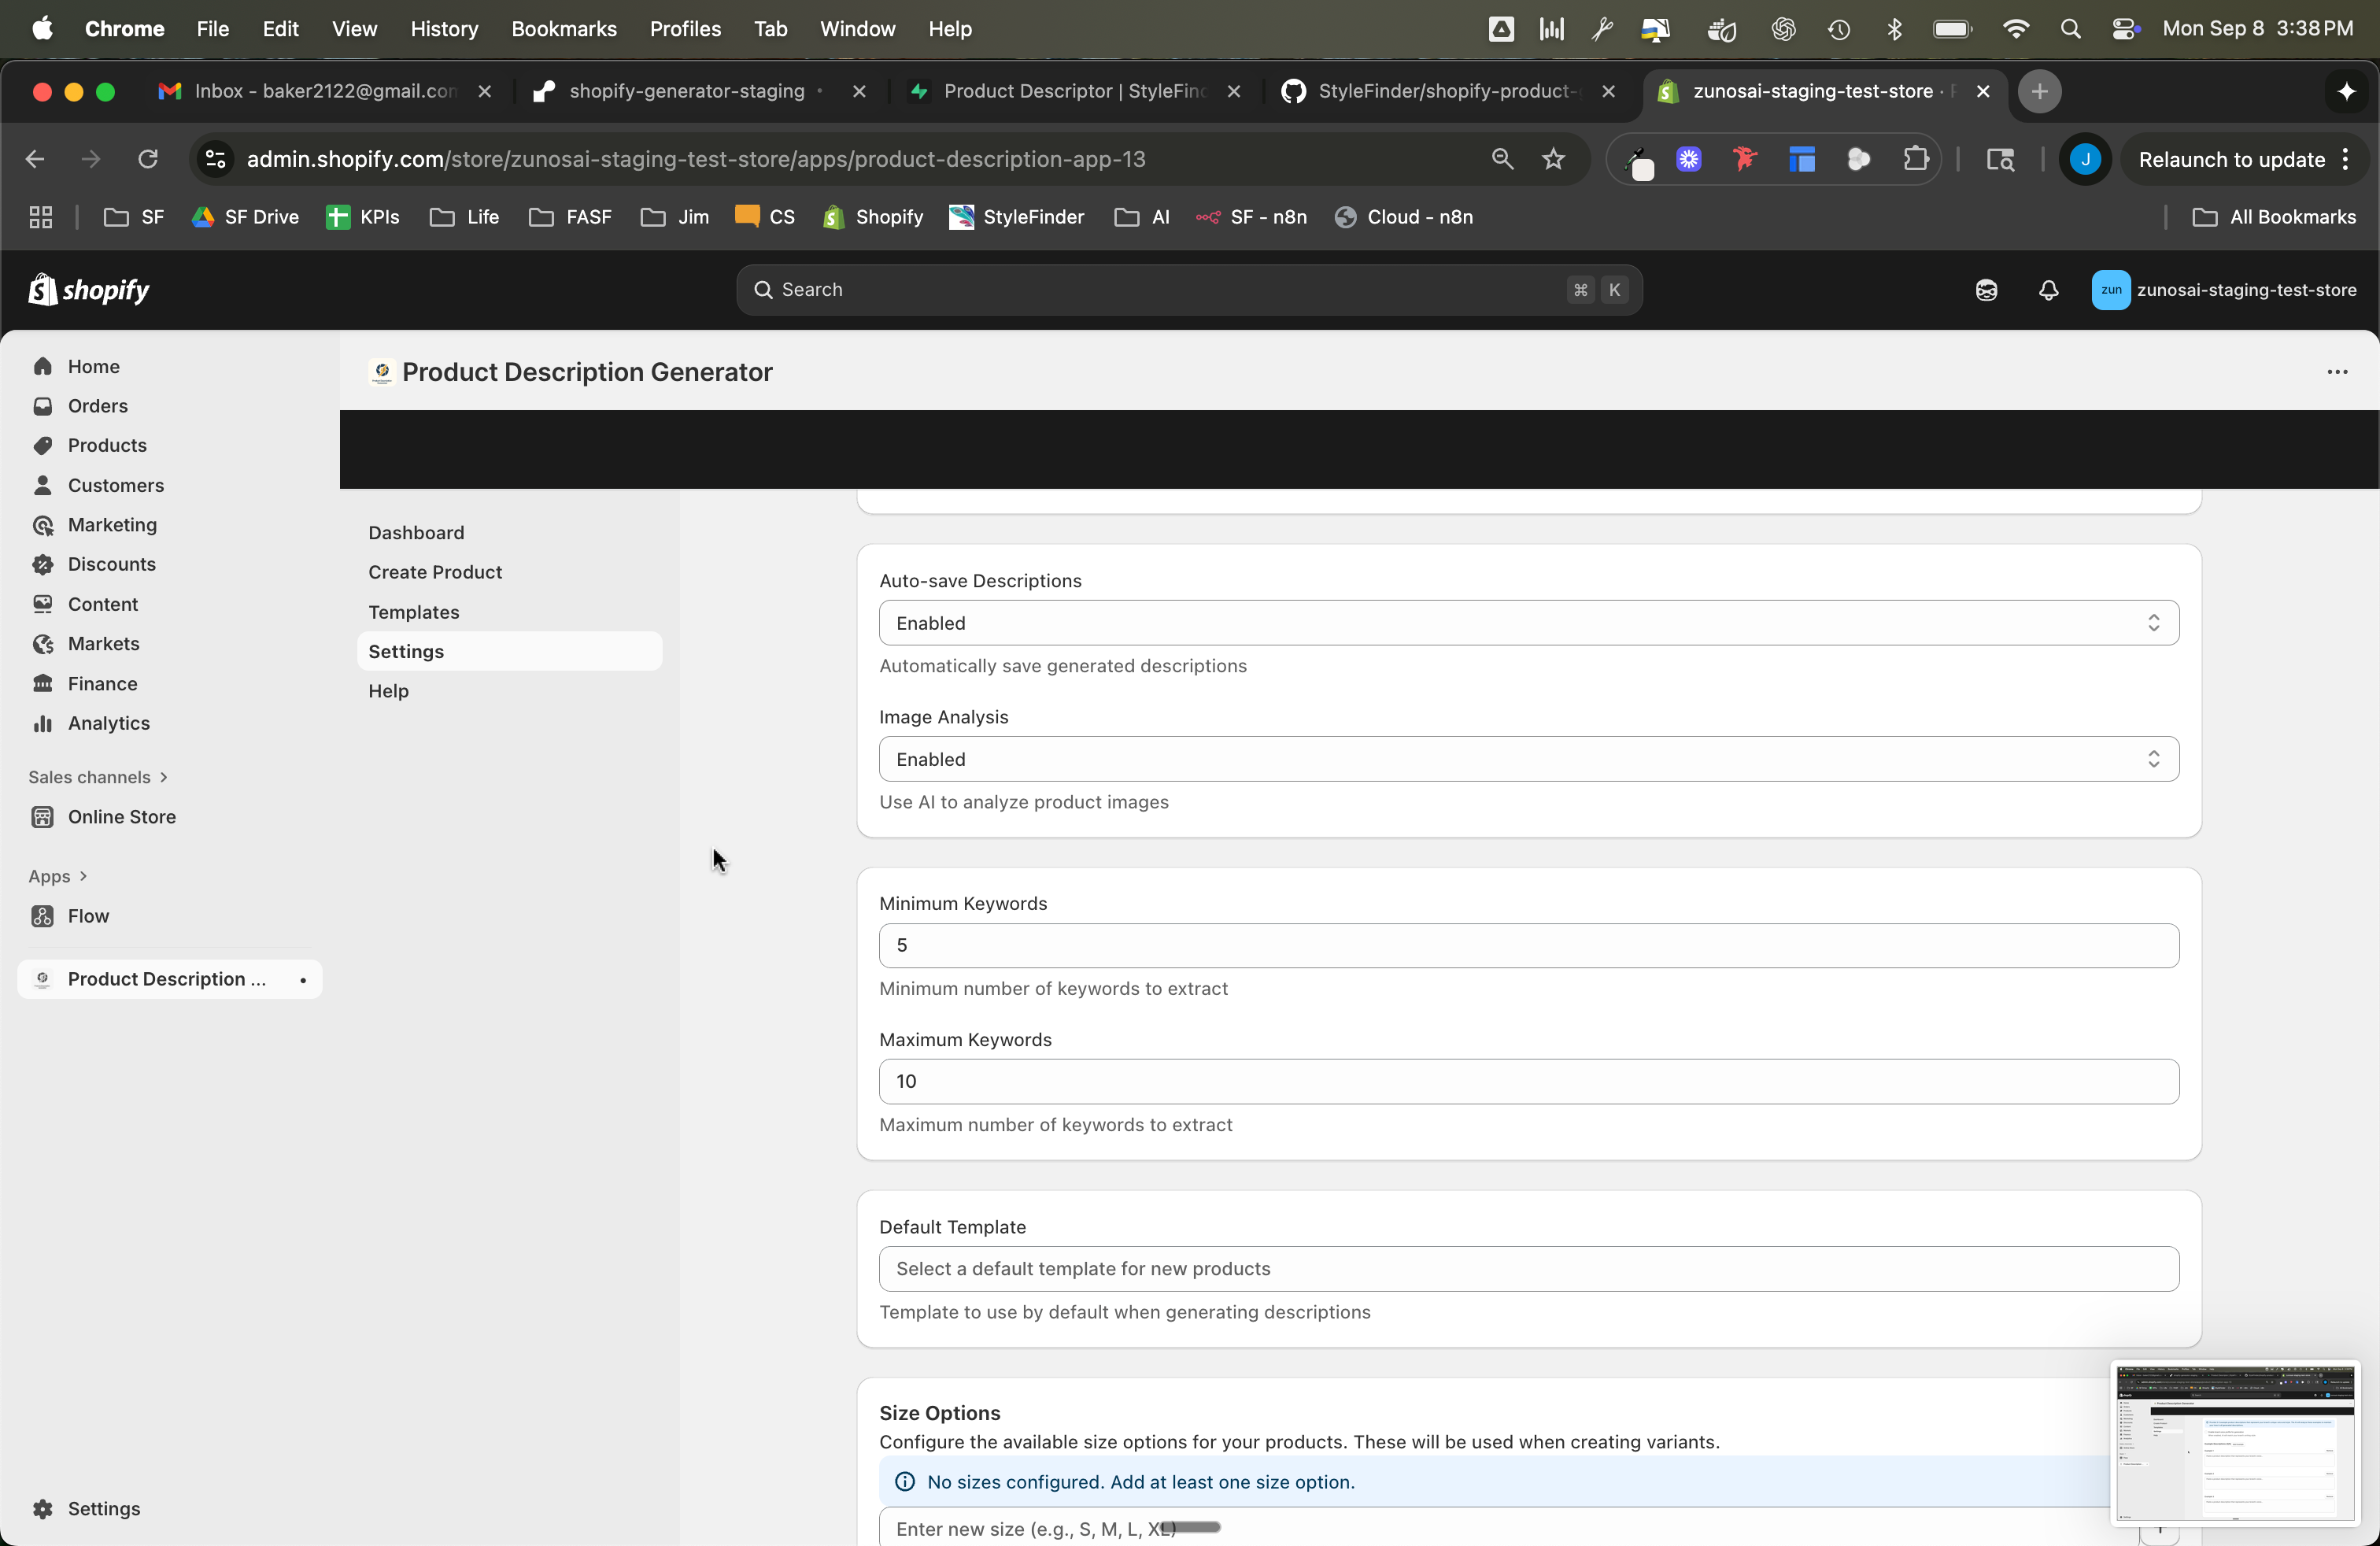 Chrome File Edit View History Bookmarks Profiles Tab Window Help Mon Sep 8 3:38 PM
Inbox - baker2122@gmail.con shopify-generator-staging Product Descriptor | StyleFinc StyleFinder/shopify-product- zunosai-staging-test-store ·
admin.shopify.com/store/zunosai-staging-test-store/apps/product-description-app-13 J Relaunch to update
SF SF Drive KPIs Life FASF Jim CS Shopify StyleFinder AI SF - n8n Cloud - n8n All Bookmarks
shopify Search ⌘ K zun zunosai-staging-test-store
Home
Orders
Products
Customers
Marketing
Discounts
Content
Markets
Finance
Analytics
Sales channels
Online Store
Apps
Flow
Product Description ...
Settings
Product Description Generator
Dashboard
Create Product
Templates
Settings
Help
Auto-save Descriptions
Enabled
Automatically save generated descriptions
Image Analysis
Enabled
Use AI to analyze product images
Minimum Keywords
5
Minimum number of keywords to extract
Maximum Keywords
10
Maximum number of keywords to extract
Default Template
Select a default template for new products
Template to use by default when generating descriptions
Size Options
Configure the available size options for your products. These will be used when creating variants.
No sizes configured. Add at least one size option.
Enter new size (e.g., S, M, L, XL)